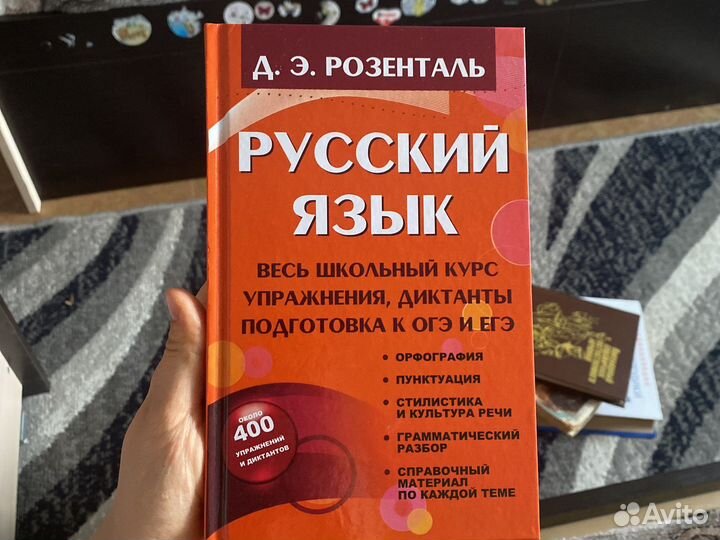 Д. Э. РОЗЕНТАЛЬ
РУССКИЙ
ЯЗЫК
ВЕСЬ ШКОЛЬНЫЙ КУРС
УПРАЖНЕНИЯ, ДИКТАНТЫ
ПОДГОТОВКА К ОГЭ И ЕГЭ
• ОРФОГРАФИЯ
• ПУНКТУАЦИЯ
• СТИЛИСТИКА
И КУЛЬТУРА РЕЧИ
• ГРАММАТИЧЕСКИЙ
РАЗБОР
• СПРАВОЧНЫЙ
МАТЕРИАЛ
ПО КАЖДОЙ ТЕМЕ
ОКОЛО
400
УПРАЖНЕНИЙ
И ДИКТАНТОВ
Avito